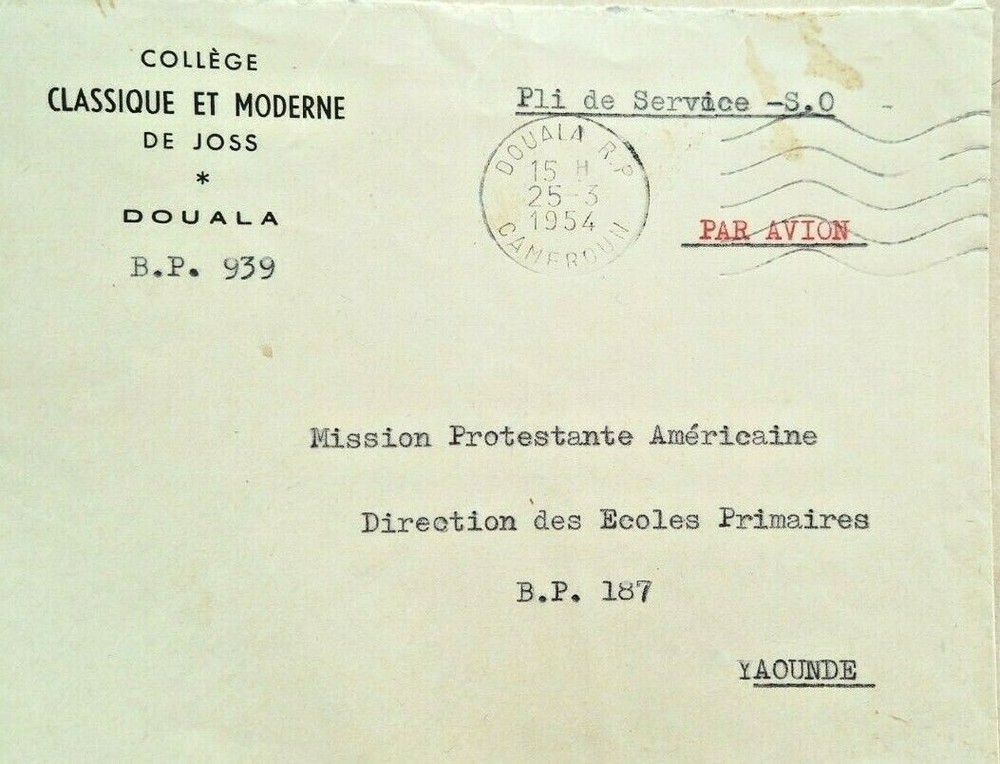 COLLÈGE
CLASSIQUE ET MODERNE
DE JOSS
*
DOUALA
B.P. 939
Pli de Service -S.O -
DOUALA R.P
15 H
25-3
1954
CAMEROUN
PAR AVION
Mission Protestante Américaine
Direction des Ecoles Primaires
B.P. 187
YAOUNDE